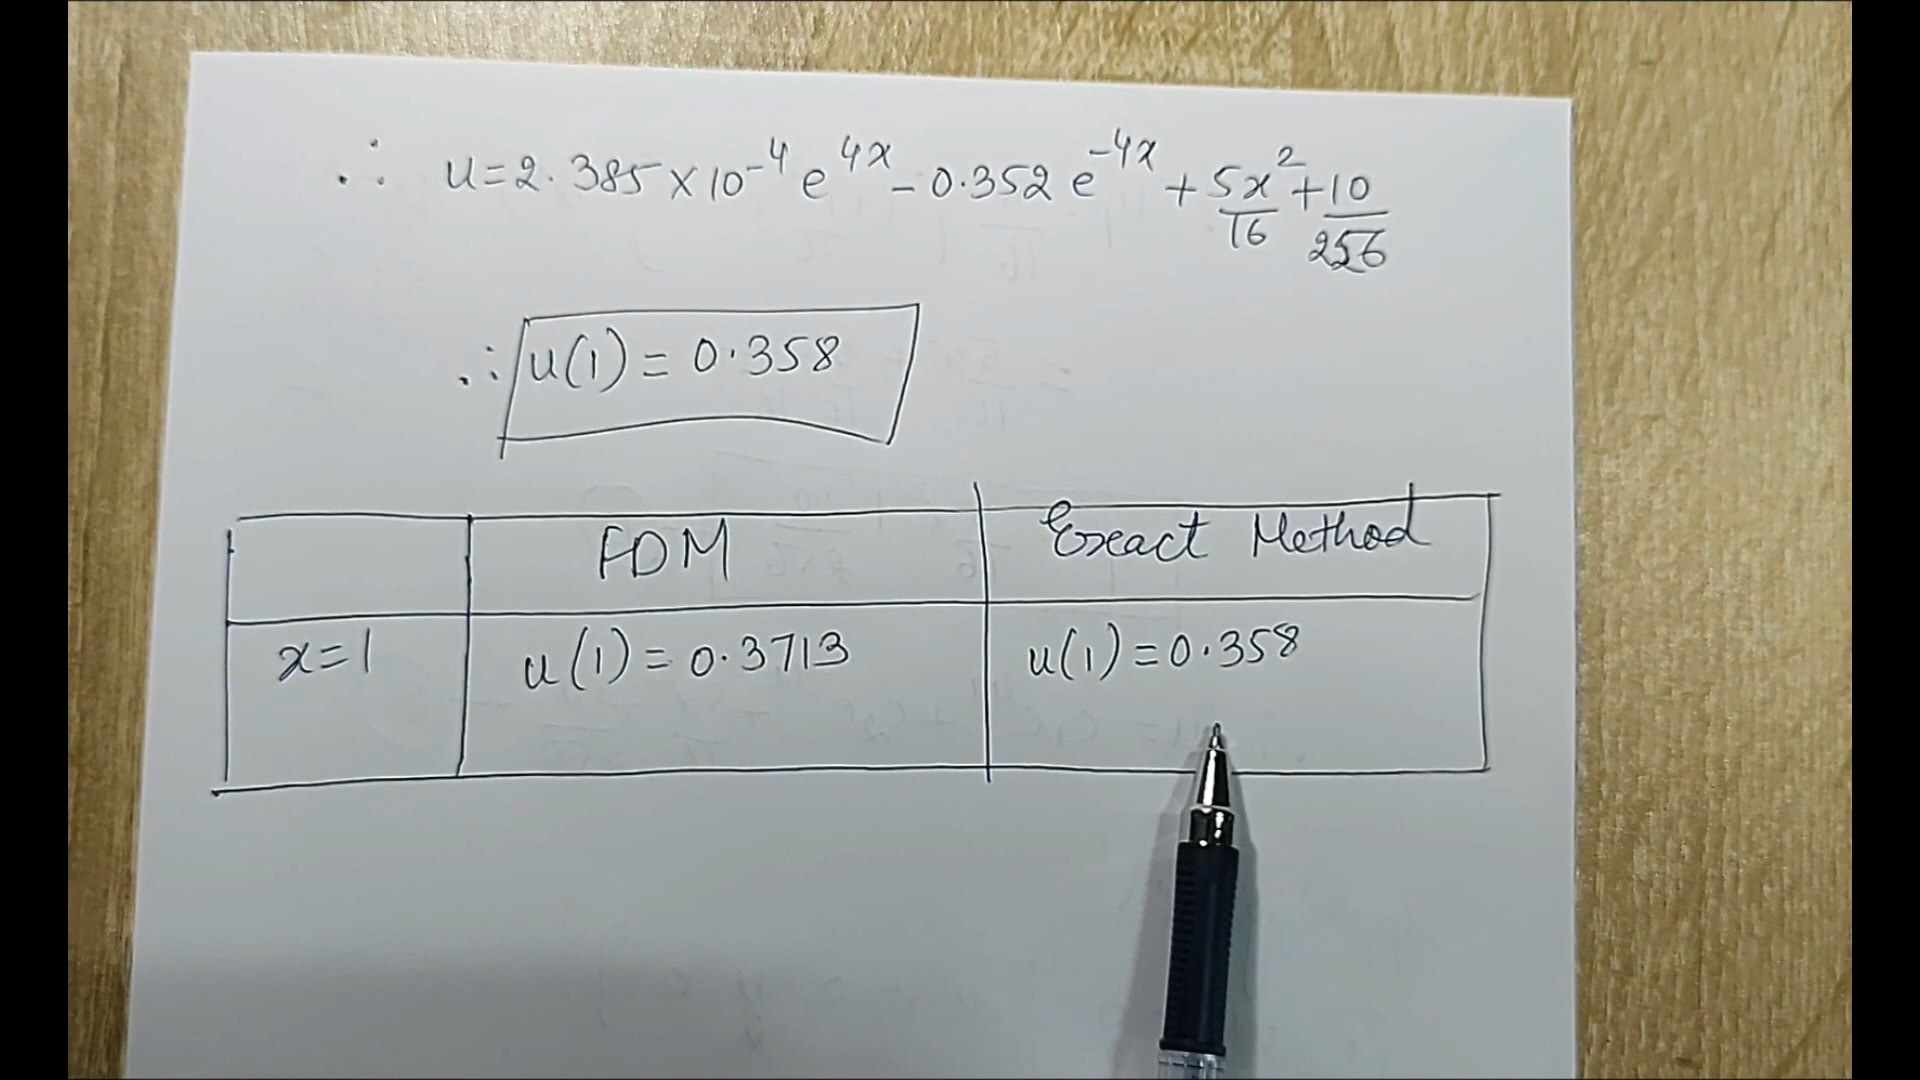 ∴ u=2.385×10⁻⁴ e⁴ˣ – 0.352 e⁻⁴ˣ + 5x²/16 + 10/256
∴ u(1) = 0.358
FDM Exact Method
x=1 u(1) = 0.3713 u(1) = 0.358